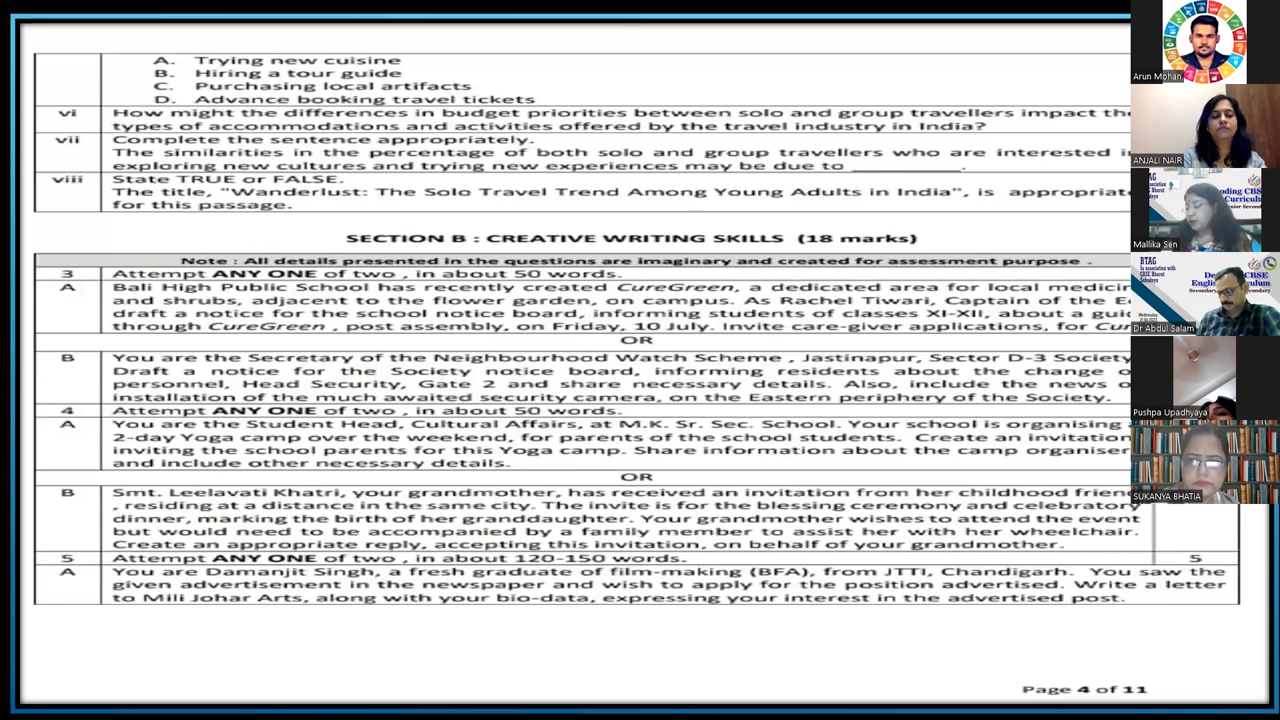 A. Trying new cuisine
B. Hiring a tour guide
C. Purchasing local artifacts
D. Advance booking travel tickets
vi How might the differences in budget priorities between solo and group travellers impact the
types of accommodations and activities offered by the travel industry in India?
vii Complete the sentence appropriately.
The similarities in the percentage of both solo and group travellers who are interested
exploring new cultures and trying new experiences may be due to ____________.
viii State TRUE or FALSE.
The title, "Wanderlust: The Solo Travel Trend Among Young Adults in India", is appropriate
for this passage.
SECTION B : CREATIVE WRITING SKILLS (18 marks)
Note : All details presented in the questions are imaginary and created for assessment purpose .
3 Attempt ANY ONE of two , in about 50 words.
A Bali High Public School has recently created CureGreen, a dedicated area for local
and shrubs, adjacent to the flower garden, on campus. As Rachel Tiwari, Captain of the
draft a notice for the school notice board, informing students of classes XI-XII, about a
through CureGreen , post assembly, on Friday, 10 July. Invite care-giver applications, for
OR
B You are the Secretary of the Neighbourhood Watch Scheme , Jastinapur, Sector D-3 Society
Draft a notice for the Society notice board, informing residents about the change
personnel, Head Security, Gate 2 and share necessary details. Also, include the news
installation of the much awaited security camera, on the Eastern periphery of the Society.
4 Attempt ANY ONE of two , in about 50 words.
A You are the Student Head, Cultural Affairs, at M.K. Sr. Sec. School. Your school is organising
2-day Yoga camp over the weekend, for parents of the school students. Create an invitation
inviting the school parents for this Yoga camp. Share information about the camp organiser
and include other necessary details.
OR
B Smt. Leelavati Khatri, your grandmother, has received an invitation from her childhood friend
, residing at a distance in the same city. The invite is for the blessing ceremony and celebratory
dinner, marking the birth of her granddaughter. Your grandmother wishes to attend the event
but would need to be accompanied by a family member to assist her with her wheelchair.
Create an appropriate reply, accepting this invitation, on behalf of your grandmother.
5 Attempt ANY ONE of two , in about 120-150 words. 5
A You are Damanjit Singh, a fresh graduate of film-making (BFA), from JTTI, Chandigarh. You saw the
given advertisement in the newspaper and wish to apply for the position advertised. Write a letter
to Mili Johar Arts, along with your bio-data, expressing your interest in the advertised post.
Page 4 of 11
Arun Mohan
ANJALI NAIR
Mallika Sen
BTAG
Dr Abdul Salam
Pushpa Upadhyaya
SUKANYA BHATIA